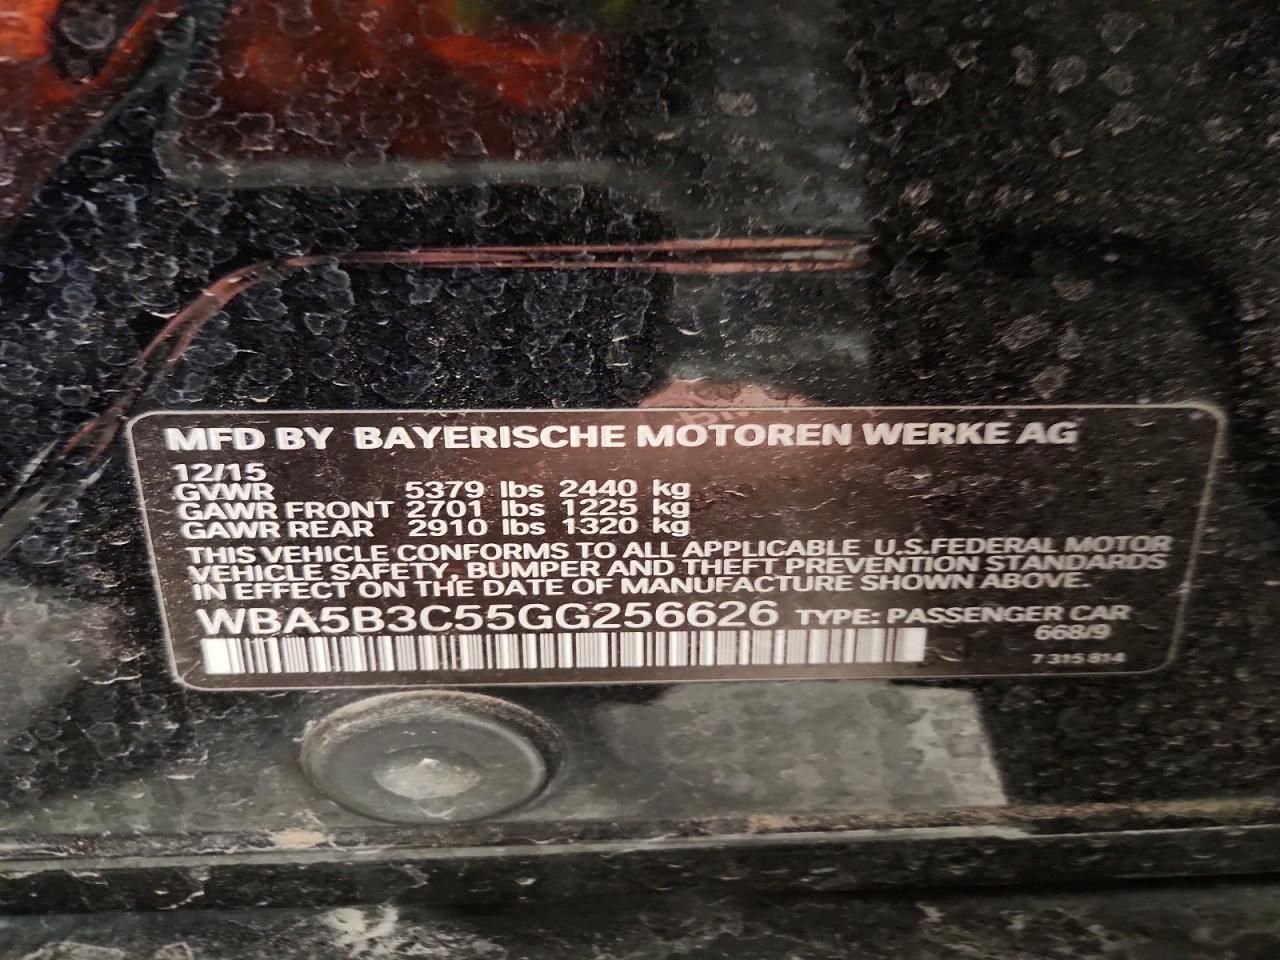 MFD BY BAYERISCHE MOTOREN WERKE AG
12/15
GVWR 5379 lbs 2440 kg
GAWR FRONT 2701 lbs 1225 kg
GAWR REAR 2910 lbs 1320 kg
THIS VEHICLE CONFORMS TO ALL APPLICABLE U.S.FEDERAL MOTOR
VEHICLE SAFETY, BUMPER AND THEFT PREVENTION STANDARDS
IN EFFECT ON THE DATE OF MANUFACTURE SHOWN ABOVE.
WBA5B3C55GG256626 TYPE: PASSENGER CAR
668/9
7 315 814